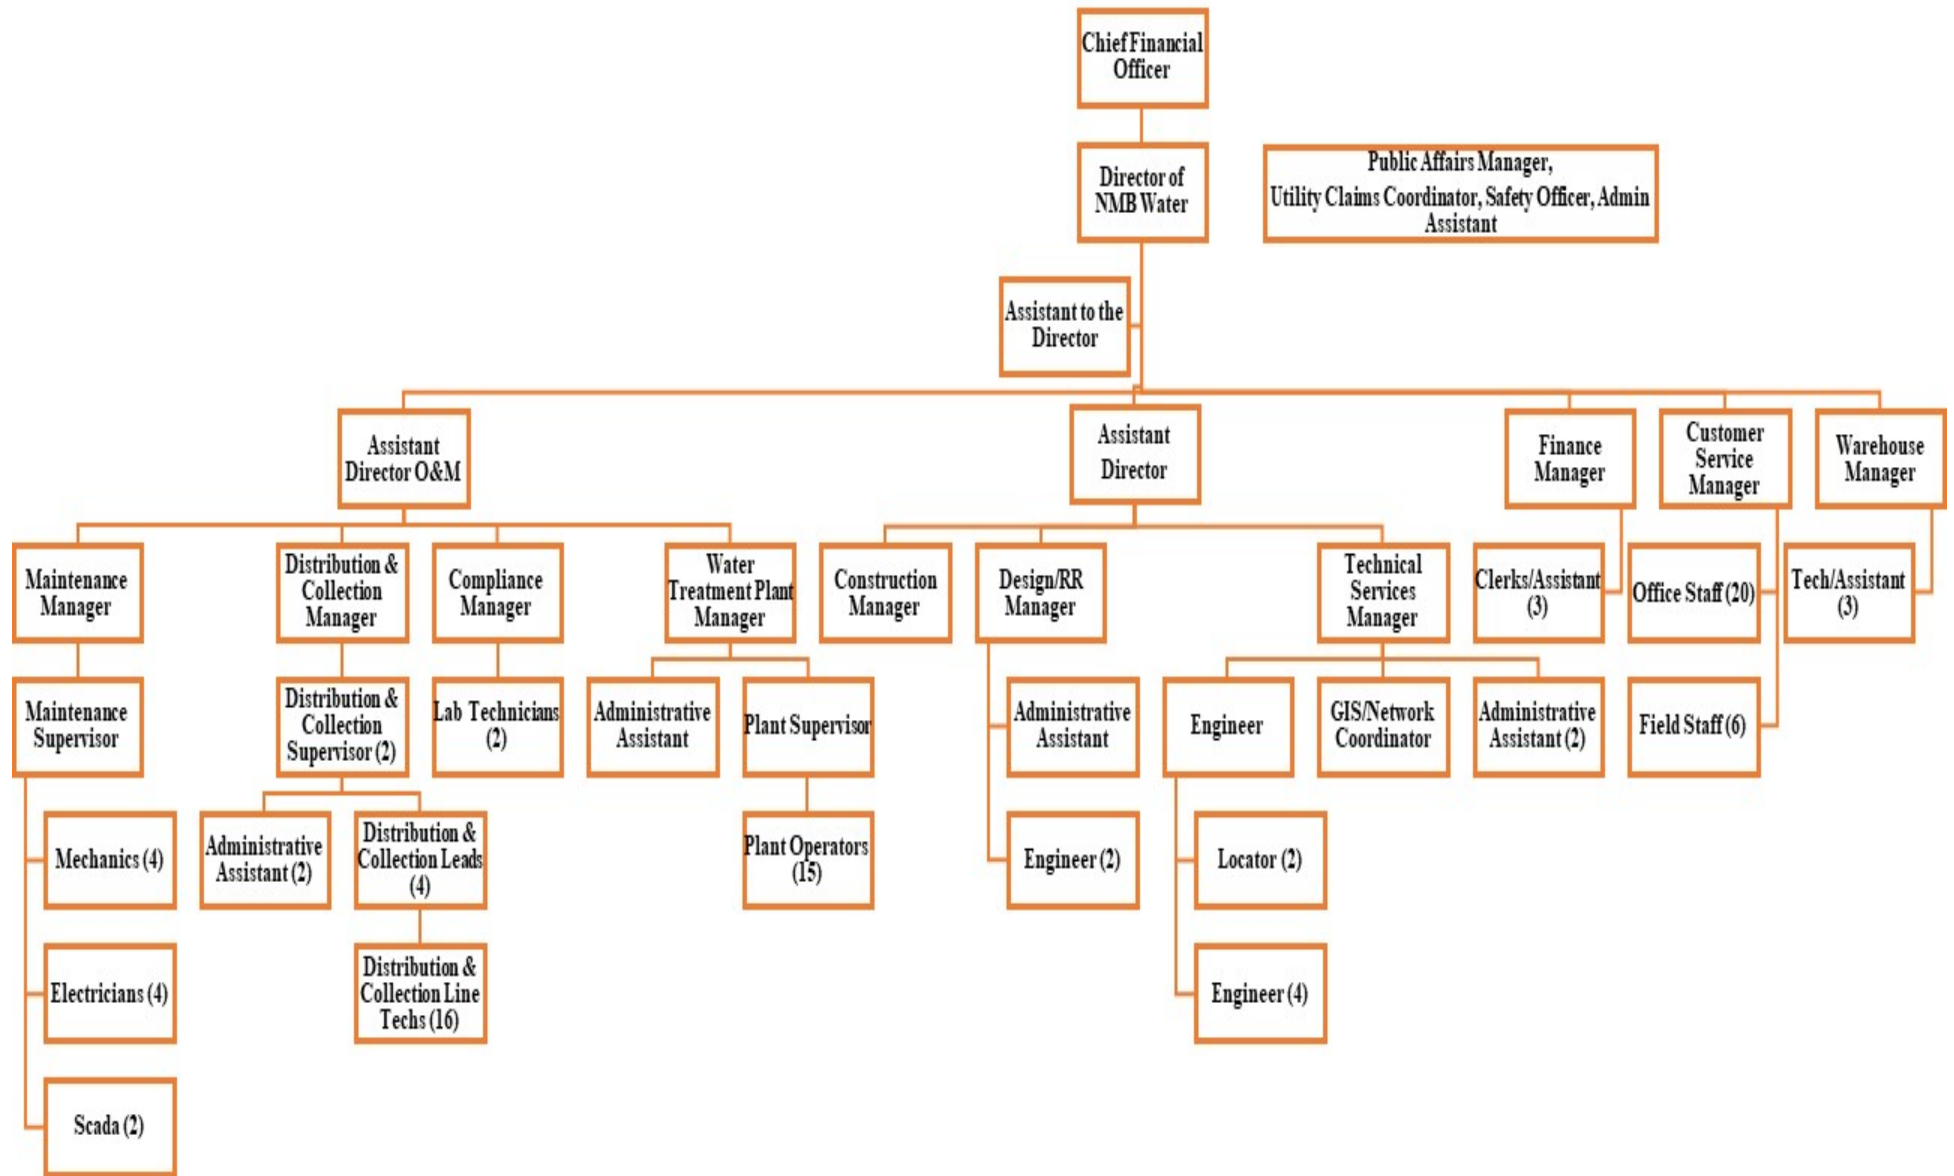 Chief Financial
Officer
Director of
NMB Water
Public Affairs Manager,
Utility Claims Coordinator, Safety Officer, Admin
Assistant
Assistant to the
Director
Assistant
Director O&M
Assistant
Director
Finance
Manager
Customer
Service
Manager
Warehouse
Manager
Maintenance
Manager
Distribution &
Collection
Manager
Compliance
Manager
Water
Treatment Plant
Manager
Construction
Manager
Design/RR
Manager
Technical
Services
Manager
Clerks/Assistant
(3)
Office Staff (20)
Tech/Assistant
(3)
Maintenance
Supervisor
Distribution &
Collection
Supervisor (2)
Lab Technicians
(2)
Administrative
Assistant
Plant Supervisor
Administrative
Assistant
Engineer
GIS/Network
Coordinator
Administrative
Assistant (2)
Field Staff (6)
Mechanics (4)
Administrative
Assistant (2)
Distribution &
Collection Leads
(4)
Plant Operators
(15)
Engineer (2)
Locator (2)
Electricians (4)
Distribution &
Collection Line
Techs (16)
Engineer (4)
Scada (2)